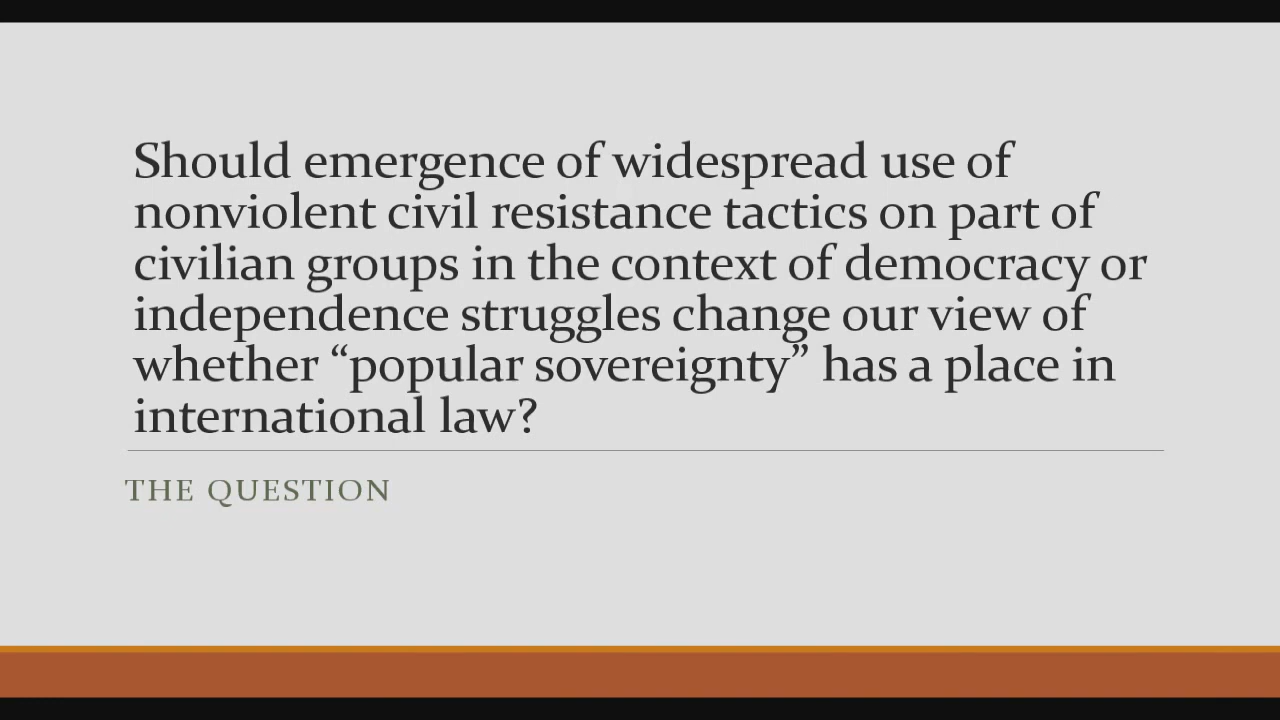 Should emergence of widespread use of
nonviolent civil resistance tactics on part of
civilian groups in the context of democracy or
independence struggles change our view of
whether “popular sovereignty” has a place in
international law?
THE QUESTION